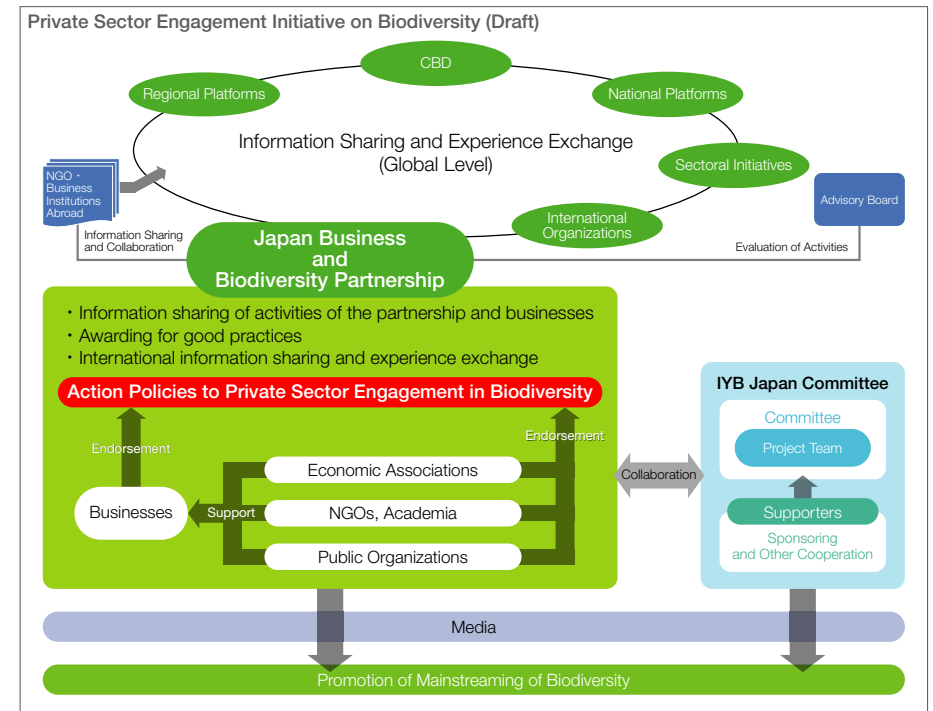 Private Sector Engagement Initiative on Biodiversity (Draft)
CBD
Regional Platforms
National Platforms
Information Sharing and Experience Exchange
(Global Level)
Sectoral Initiatives
NGO・
Business
Institutions
Abroad
Advisory Board
International
Organizations
Information Sharing
and Collaboration
Japan Business
and
Biodiversity Partnership
Evaluation of Activities
・Information sharing of activities of the partnership and businesses
・Awarding for good practices
・International information sharing and experience exchange
Action Policies to Private Sector Engagement in Biodiversity
Endorsement
Endorsement
Economic Associations
Businesses
Support
NGOs, Academia
Public Organizations
Collaboration
IYB Japan Committee
Committee
Project Team
Supporters
Sponsoring
and Other Cooperation
Media
Promotion of Mainstreaming of Biodiversity